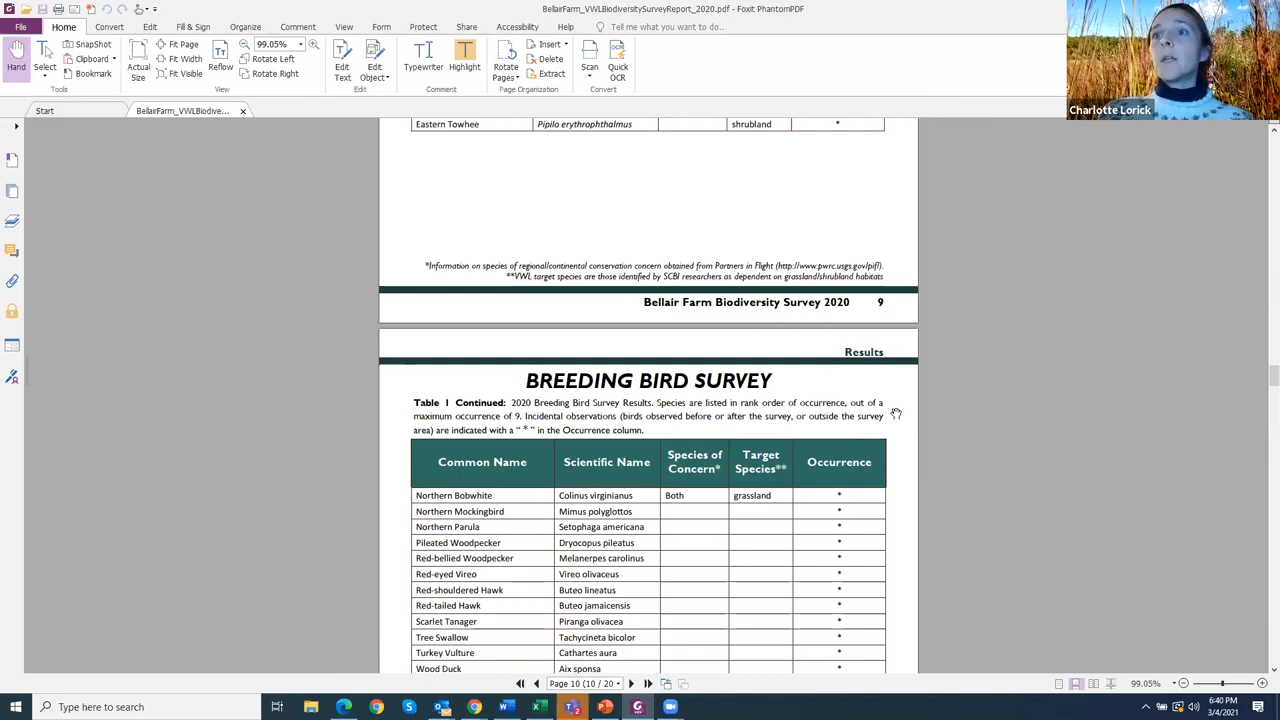 BellairFarm_VWLBiodiversitySurveyReport_2020.pdf - Foxit PhantomPDF
File Home Convert Edit Organize Comment View Form Protect Share Accessibility Help Tell me what you want to do..
Hand Select SnapShot Clipboard Bookmark Actual Size Fit Page Fit Width Fit Visible Reflow 99.05% Rotate Left Rotate Right Edit Text Edit Object Typewriter Highlight Rotate Pages Insert Delete Extract Scan Quick OCR
Tools View Edit Comment Page Organization Convert
Charlotte Lorick
Start BellairFarm_VWLBiodive...
Eastern Towhee Pipilo erythrophthalmus shrubland *
*Information on species of regional/continental conservation concern obtained from Partners in Flight (http://www.pwrc.usgs.gov/pif/).
**VWL target species are those identified by SCBI researchers as dependent on grassland/shrubland habitats
Bellair Farm Biodiversity Survey 2020 9
Results
BREEDING BIRD SURVEY
Table 1 Continued: 2020 Breeding Bird Survey Results. Species are listed in rank order of occurrence, out of a
maximum occurrence of 9. Incidental observations (birds observed before or after the survey, or outside the survey
area) are indicated with a " * " in the Occurrence column.
Common Name Scientific Name Species of Concern* Target Species** Occurrence
Northern Bobwhite Colinus virginianus Both grassland *
Northern Mockingbird Mimus polyglottos *
Northern Parula Setophaga americana *
Pileated Woodpecker Dryocopus pileatus *
Red-bellied Woodpecker Melanerpes carolinus *
Red-eyed Vireo Vireo olivaceus *
Red-shouldered Hawk Buteo lineatus *
Red-tailed Hawk Buteo jamaicensis *
Scarlet Tanager Piranga olivacea *
Tree Swallow Tachycineta bicolor *
Turkey Vulture Cathartes aura *
Wood Duck Aix sponsa *
Page 10 (10 / 20 99.05%
Type here to search
6:40 PM
3/4/2021